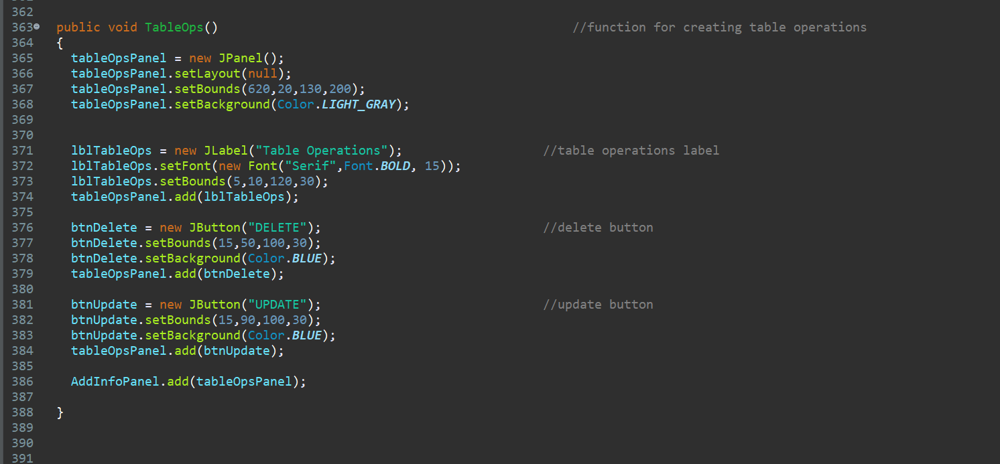 362
363 public void TableOps() //function for creating table operations
364 {
365 tableOpsPanel = new JPanel();
366 tableOpsPanel.setLayout(null);
367 tableOpsPanel.setBounds(620,20,130,200);
368 tableOpsPanel.setBackground(Color.LIGHT_GRAY);
369
370
371 lblTableOps = new JLabel("Table Operations"); //table operations label
372 lblTableOps.setFont(new Font("Serif",Font.BOLD, 15));
373 lblTableOps.setBounds(5,10,120,30);
374 tableOpsPanel.add(lblTableOps);
375
376 btnDelete = new JButton("DELETE"); //delete button
377 btnDelete.setBounds(15,50,100,30);
378 btnDelete.setBackground(Color.BLUE);
379 tableOpsPanel.add(btnDelete);
380
381 btnUpdate = new JButton("UPDATE"); //update button
382 btnUpdate.setBounds(15,90,100,30);
383 btnUpdate.setBackground(Color.BLUE);
384 tableOpsPanel.add(btnUpdate);
385
386 AddInfoPanel.add(tableOpsPanel);
387
388 }
389
390
391